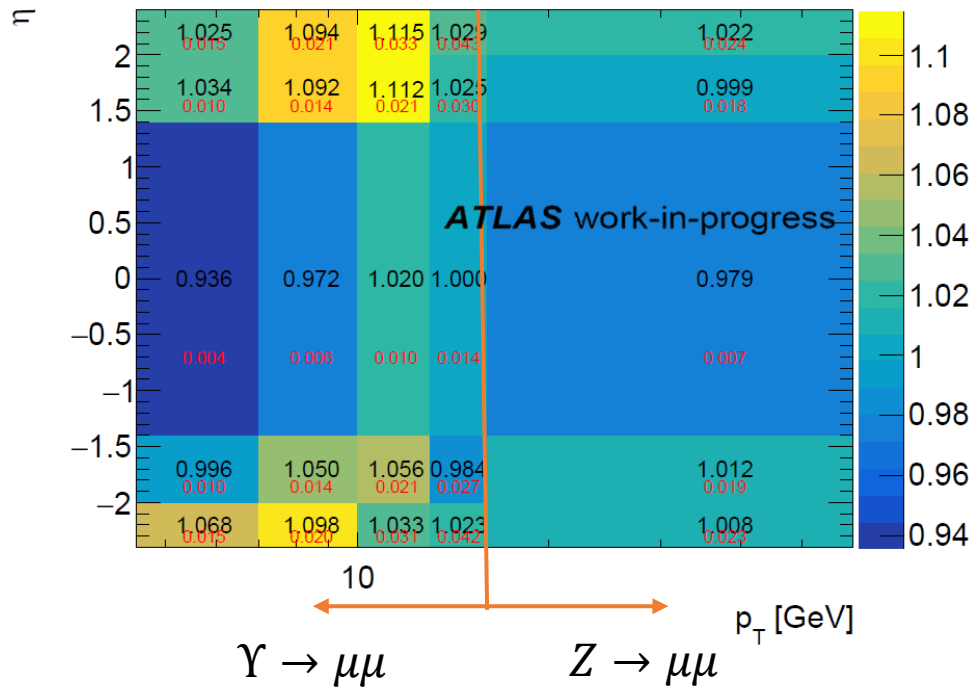 η
1.025 1.094 1.115 1.029 1.022
0.015 0.021 0.033 0.043 0.024
2
1.1
1.034 1.092 1.112 1.025 0.999
0.010 0.014 0.021 0.030 0.018
1.5
1.08
1
1.06
0.5
ATLAS work-in-progress
1.04
0
0.936 0.972 1.020 1.000 0.979
1.02
−0.5
0.004 0.006 0.010 0.014 0.007
1
−1
0.98
−1.5
0.996 1.050 1.056 0.984 1.012
0.010 0.014 0.021 0.027 0.019
0.96
−2
1.068 1.098 1.033 1.023 1.008
0.015 0.020 0.031 0.042 0.023
0.94
10
p_T [GeV]
ϒ → μμ
Z → μμ